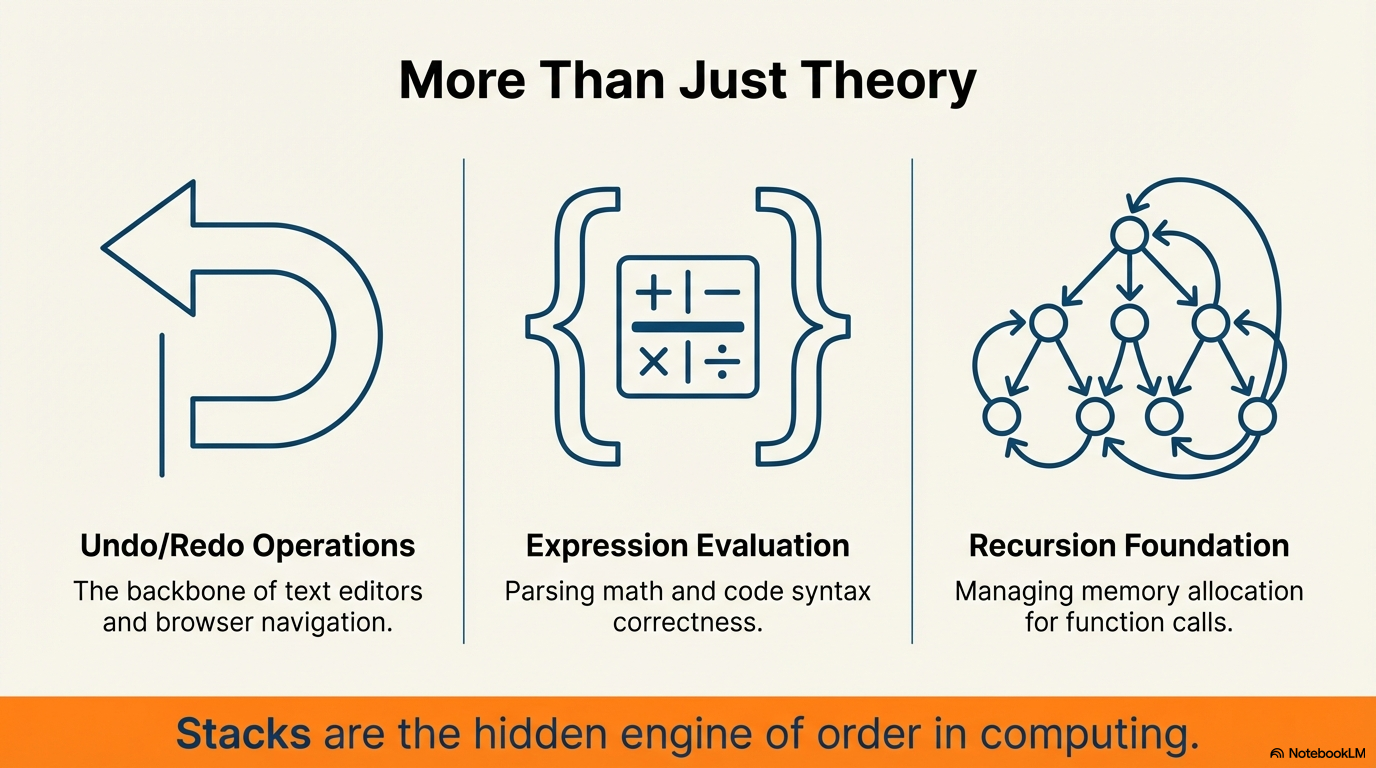 More Than Just Theory
Undo/Redo Operations
The backbone of text editors
and browser navigation.
Expression Evaluation
Parsing math and code syntax
correctness.
Recursion Foundation
Managing memory allocation
for function calls.
Stacks are the hidden engine of order in computing.
NotebookLM